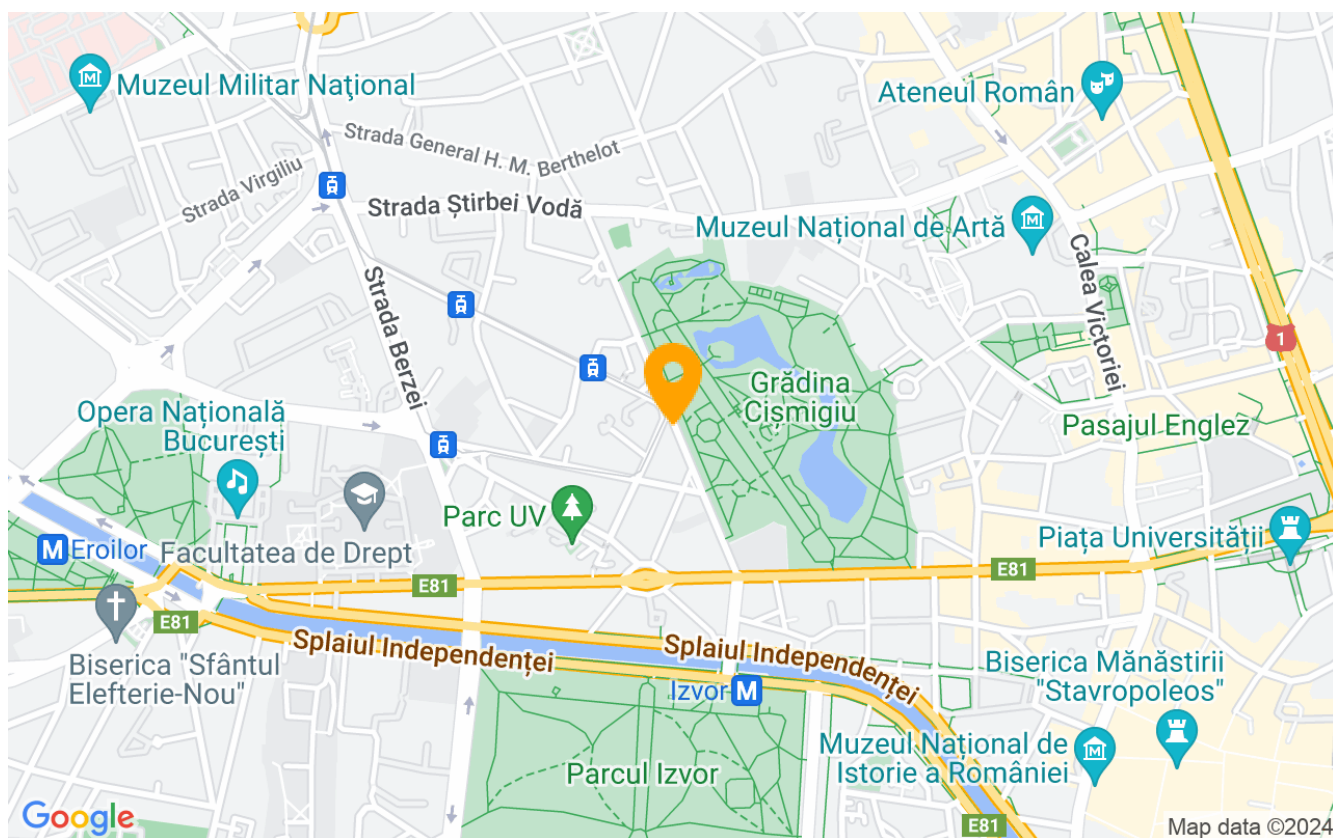 Muzeul Militar Naţional
Ateneul Român
Strada General H. M. Berthelot
Strada Virgiliu
Strada Știrbei Vodă
Muzeul Național de Artă
Calea Victoriei
Strada Berzei
1
Grădina
Cișmigiu
Opera Națională
București
Pasajul Englez
Parc UV
M Eroilor
Facultatea de Drept
Piața Universității
E81
E81
E81
Splaiul Independenței
Splaiul Independenței
Biserica "Sfântul
Elefterie-Nou"
Izvor M
Biserica Mănăstirii
"Stavropoleos"
Muzeul Național de
Istorie a României
Parcul Izvor
E81
Google
Map data ©2024